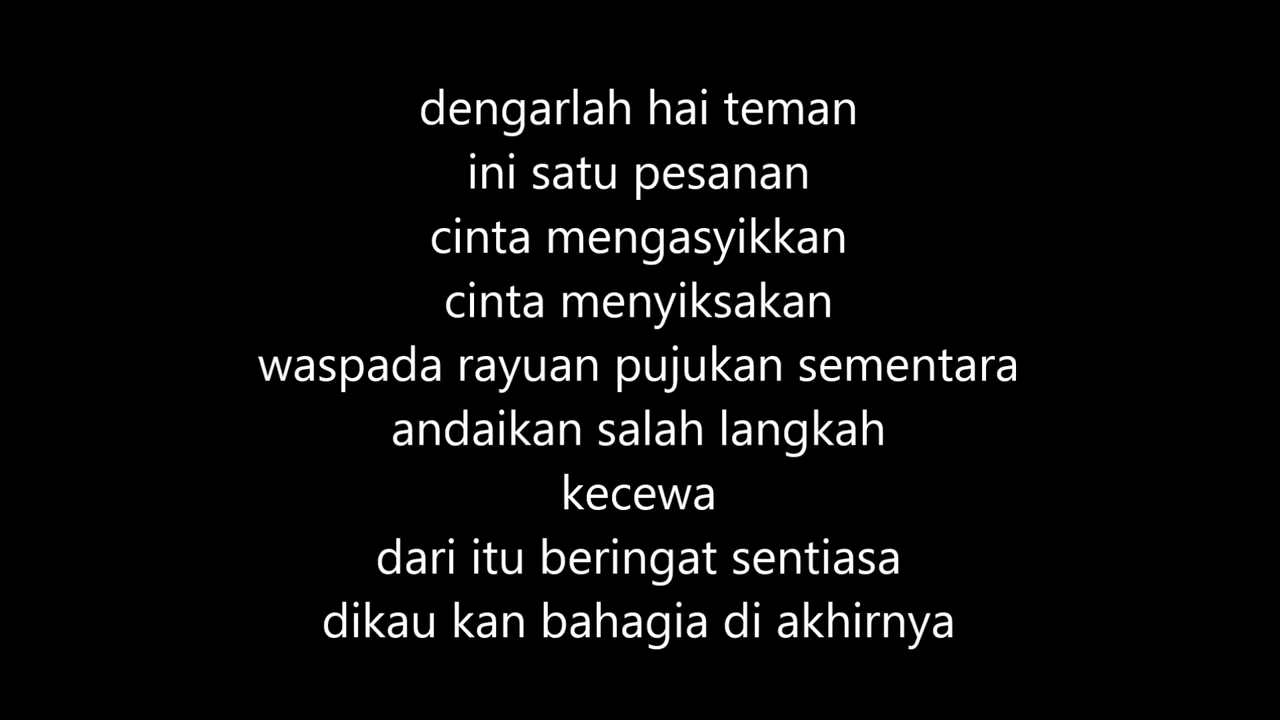 dengarlah hai teman
ini satu pesanan
cinta mengasyikkan
cinta menyiksakan
waspada rayuan pujukan sementara
andaikan salah langkah
kecewa
dari itu beringat sentiasa
dikau kan bahagia di akhirnya